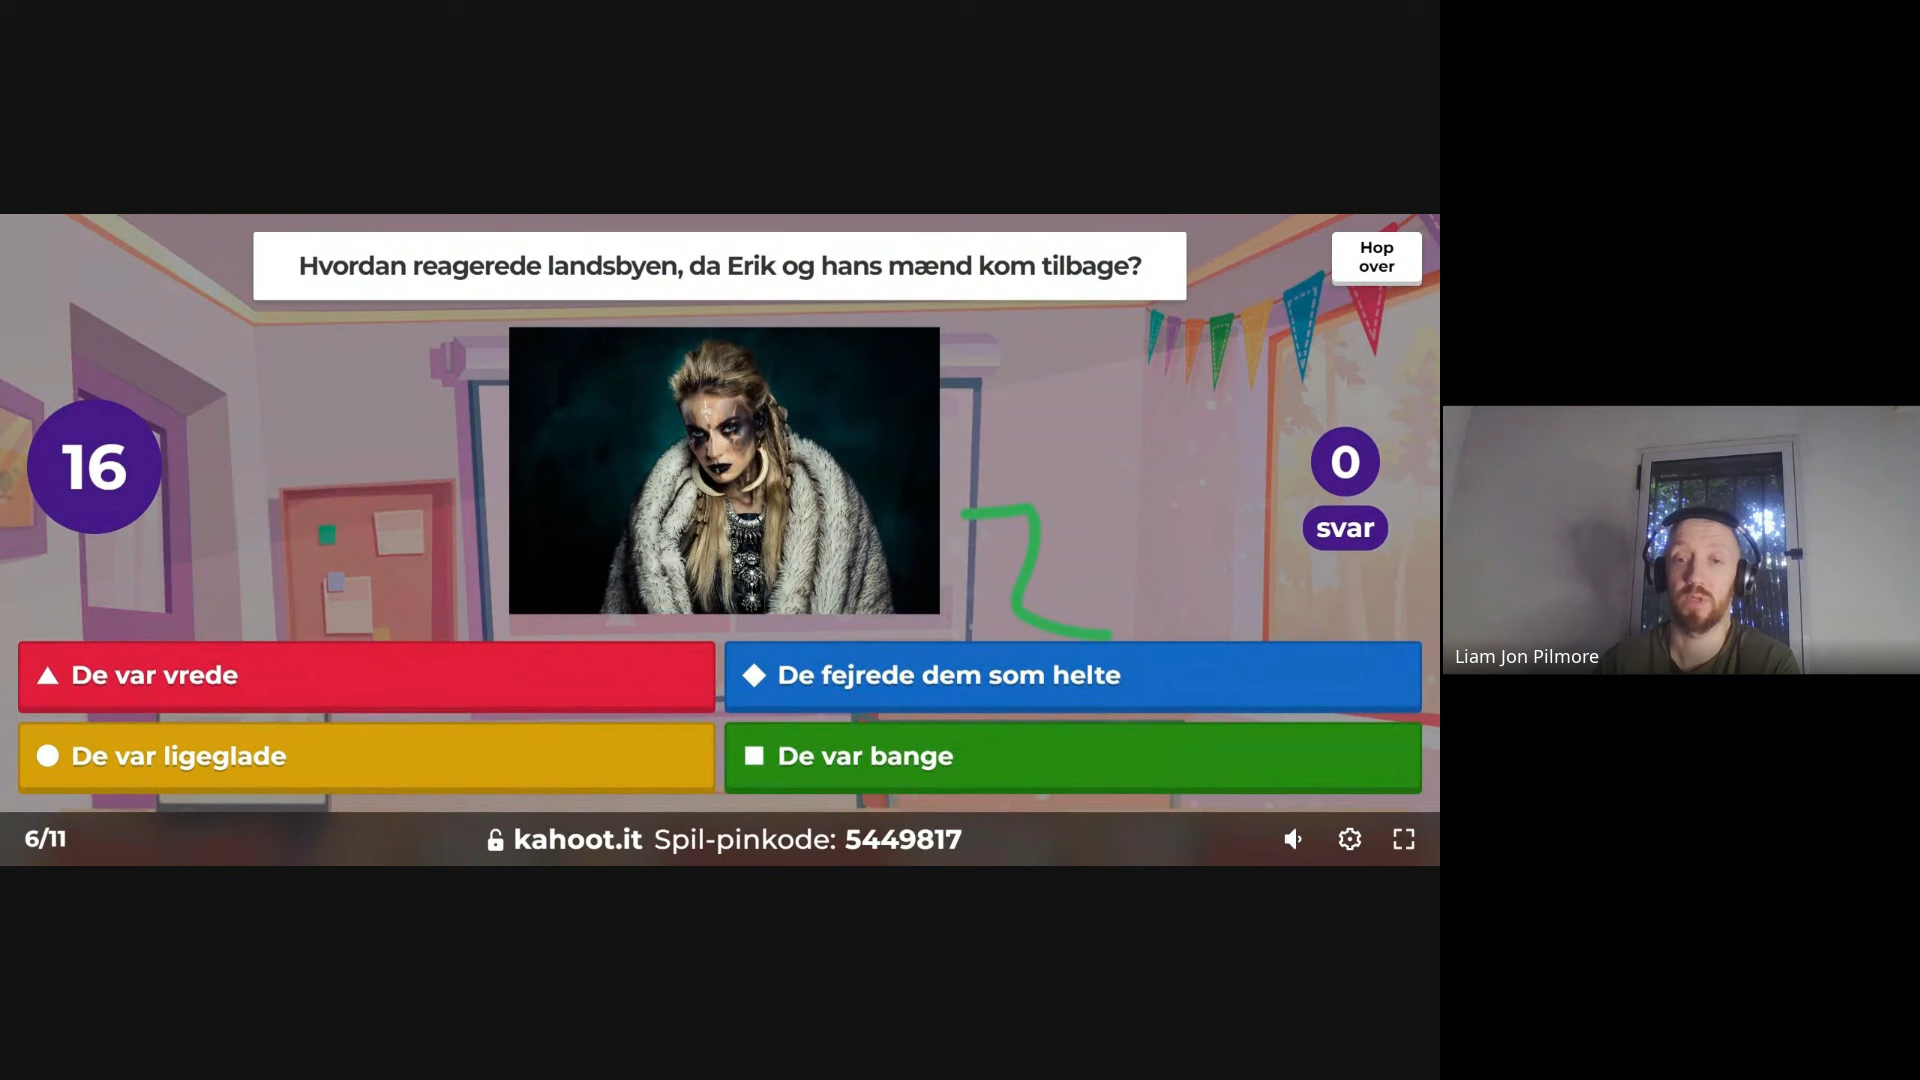 Hvordan reagerede landsbyen, da Erik og hans mænd kom tilbage?
Hop
over
16
0
svar
De var vrede
De fejrede dem som helte
De var ligeglade
De var bange
6/11
kahoot.it Spil-pinkode: 5449817
Liam Jon Pilmore